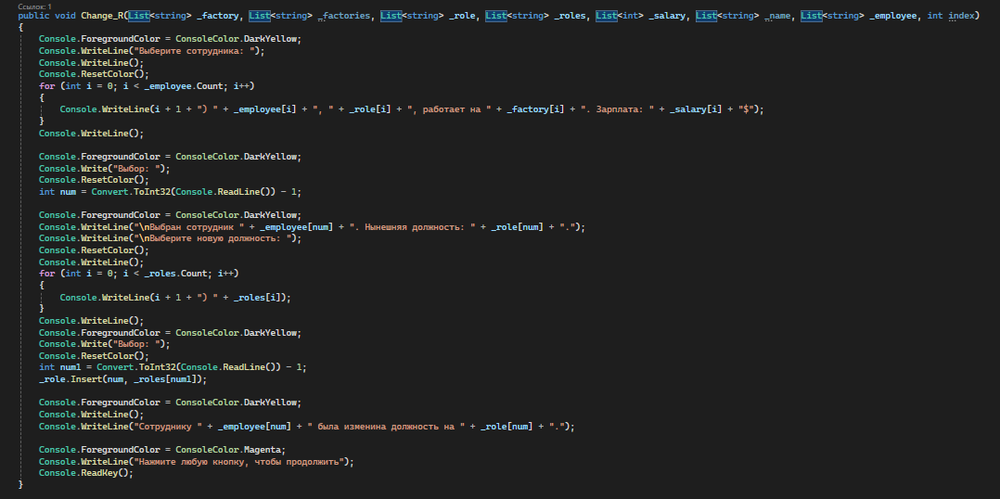 Ссылок: 1
public void Change_R(List<string> _factory, List<string> _factories, List<string> _role, List<string> _roles, List<int> _salary, List<string> _name, List<string> _employee, int index)
{
Console.ForegroundColor = ConsoleColor.DarkYellow;
Console.WriteLine("Выберите сотрудника: ");
Console.WriteLine();
Console.ResetColor();
for (int i = 0; i < _employee.Count; i++)
{
Console.WriteLine(i + 1 + ") " + _employee[i] + ", " + _role[i] + ", работает на " + _factory[i] + ". Зарплата: " + _salary[i] + "$");
}
Console.WriteLine();
Console.ForegroundColor = ConsoleColor.DarkYellow;
Console.Write("Выбор: ");
Console.ResetColor();
int num = Convert.ToInt32(Console.ReadLine()) - 1;
Console.ForegroundColor = ConsoleColor.DarkYellow;
Console.WriteLine("\nВыбран сотрудник " + _employee[num] + ". Нынешняя должность: " + _role[num] + ".");
Console.WriteLine("\nВыберите новую должность: ");
Console.ResetColor();
Console.WriteLine();
for (int i = 0; i < _roles.Count; i++)
{
Console.WriteLine(i + 1 + ") " + _roles[i]);
}
Console.WriteLine();
Console.ForegroundColor = ConsoleColor.DarkYellow;
Console.Write("Выбор: ");
Console.ResetColor();
int num1 = Convert.ToInt32(Console.ReadLine()) - 1;
_role.Insert(num, _roles[num1]);
Console.ForegroundColor = ConsoleColor.DarkYellow;
Console.WriteLine();
Console.WriteLine("Сотруднику " + _employee[num] + " была изменина должность на " + _role[num] + ".");
Console.ForegroundColor = ConsoleColor.Magenta;
Console.WriteLine("Нажмите любую кнопку, чтобы продолжить");
Console.ReadKey();
}